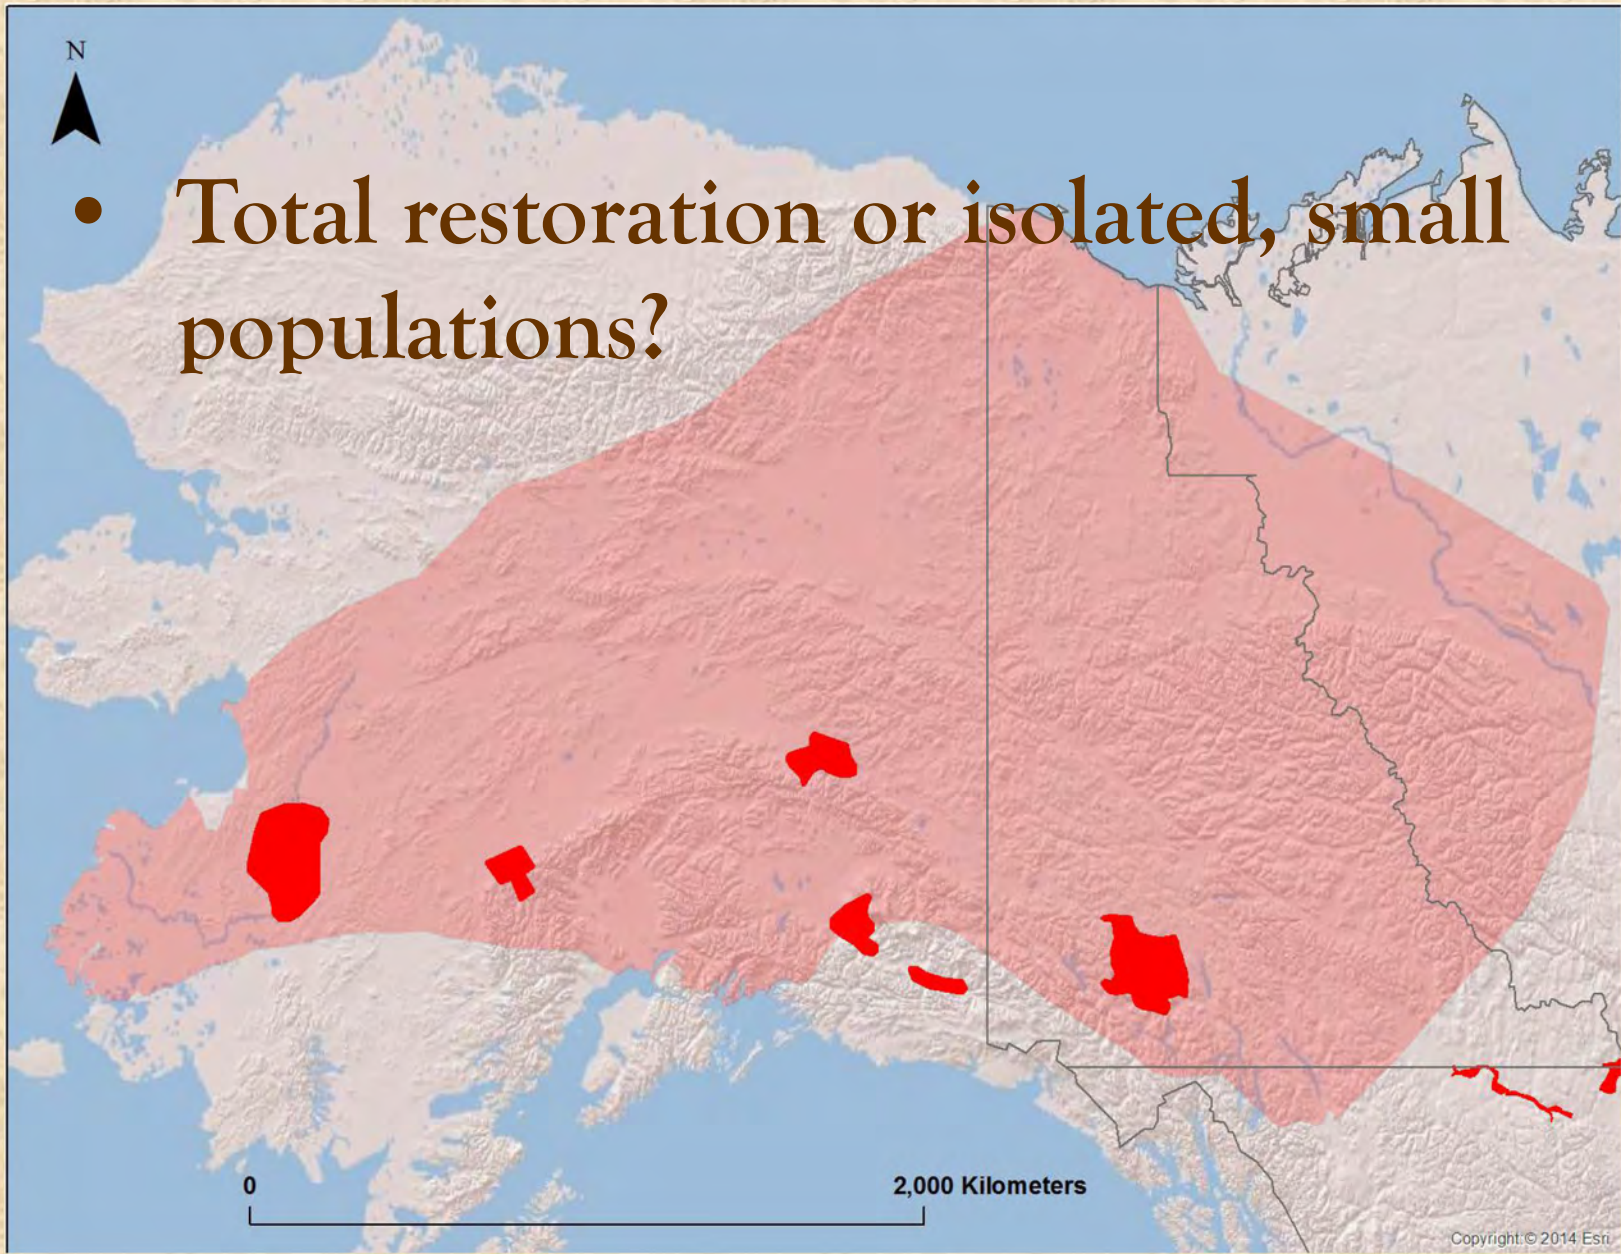 N
• Total restoration or isolated, small
populations?
0 2,000 Kilometers
Copyright:© 2014 Esri